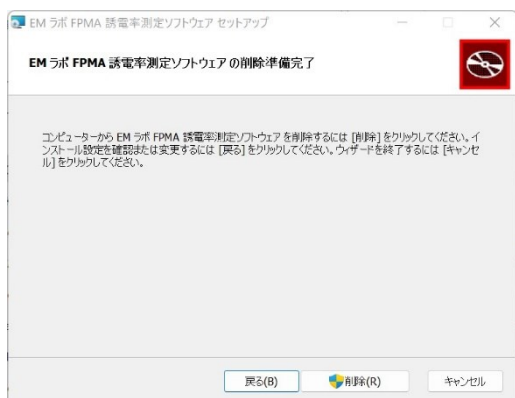 EM ラボ FPMA 誘電率測定ソフトウェア セットアップ
EM ラボ FPMA 誘電率測定ソフトウェア の削除準備完了
コンピューターから EM ラボ FPMA 誘電率測定ソフトウェア を削除するには [削除] をクリックしてください。イ
ンストール設定を確認または変更するには [戻る] をクリックしてください。ウィザードを終了するには [キャンセ
ル] をクリックしてください。
戻る(B)
削除(R)
キャンセル